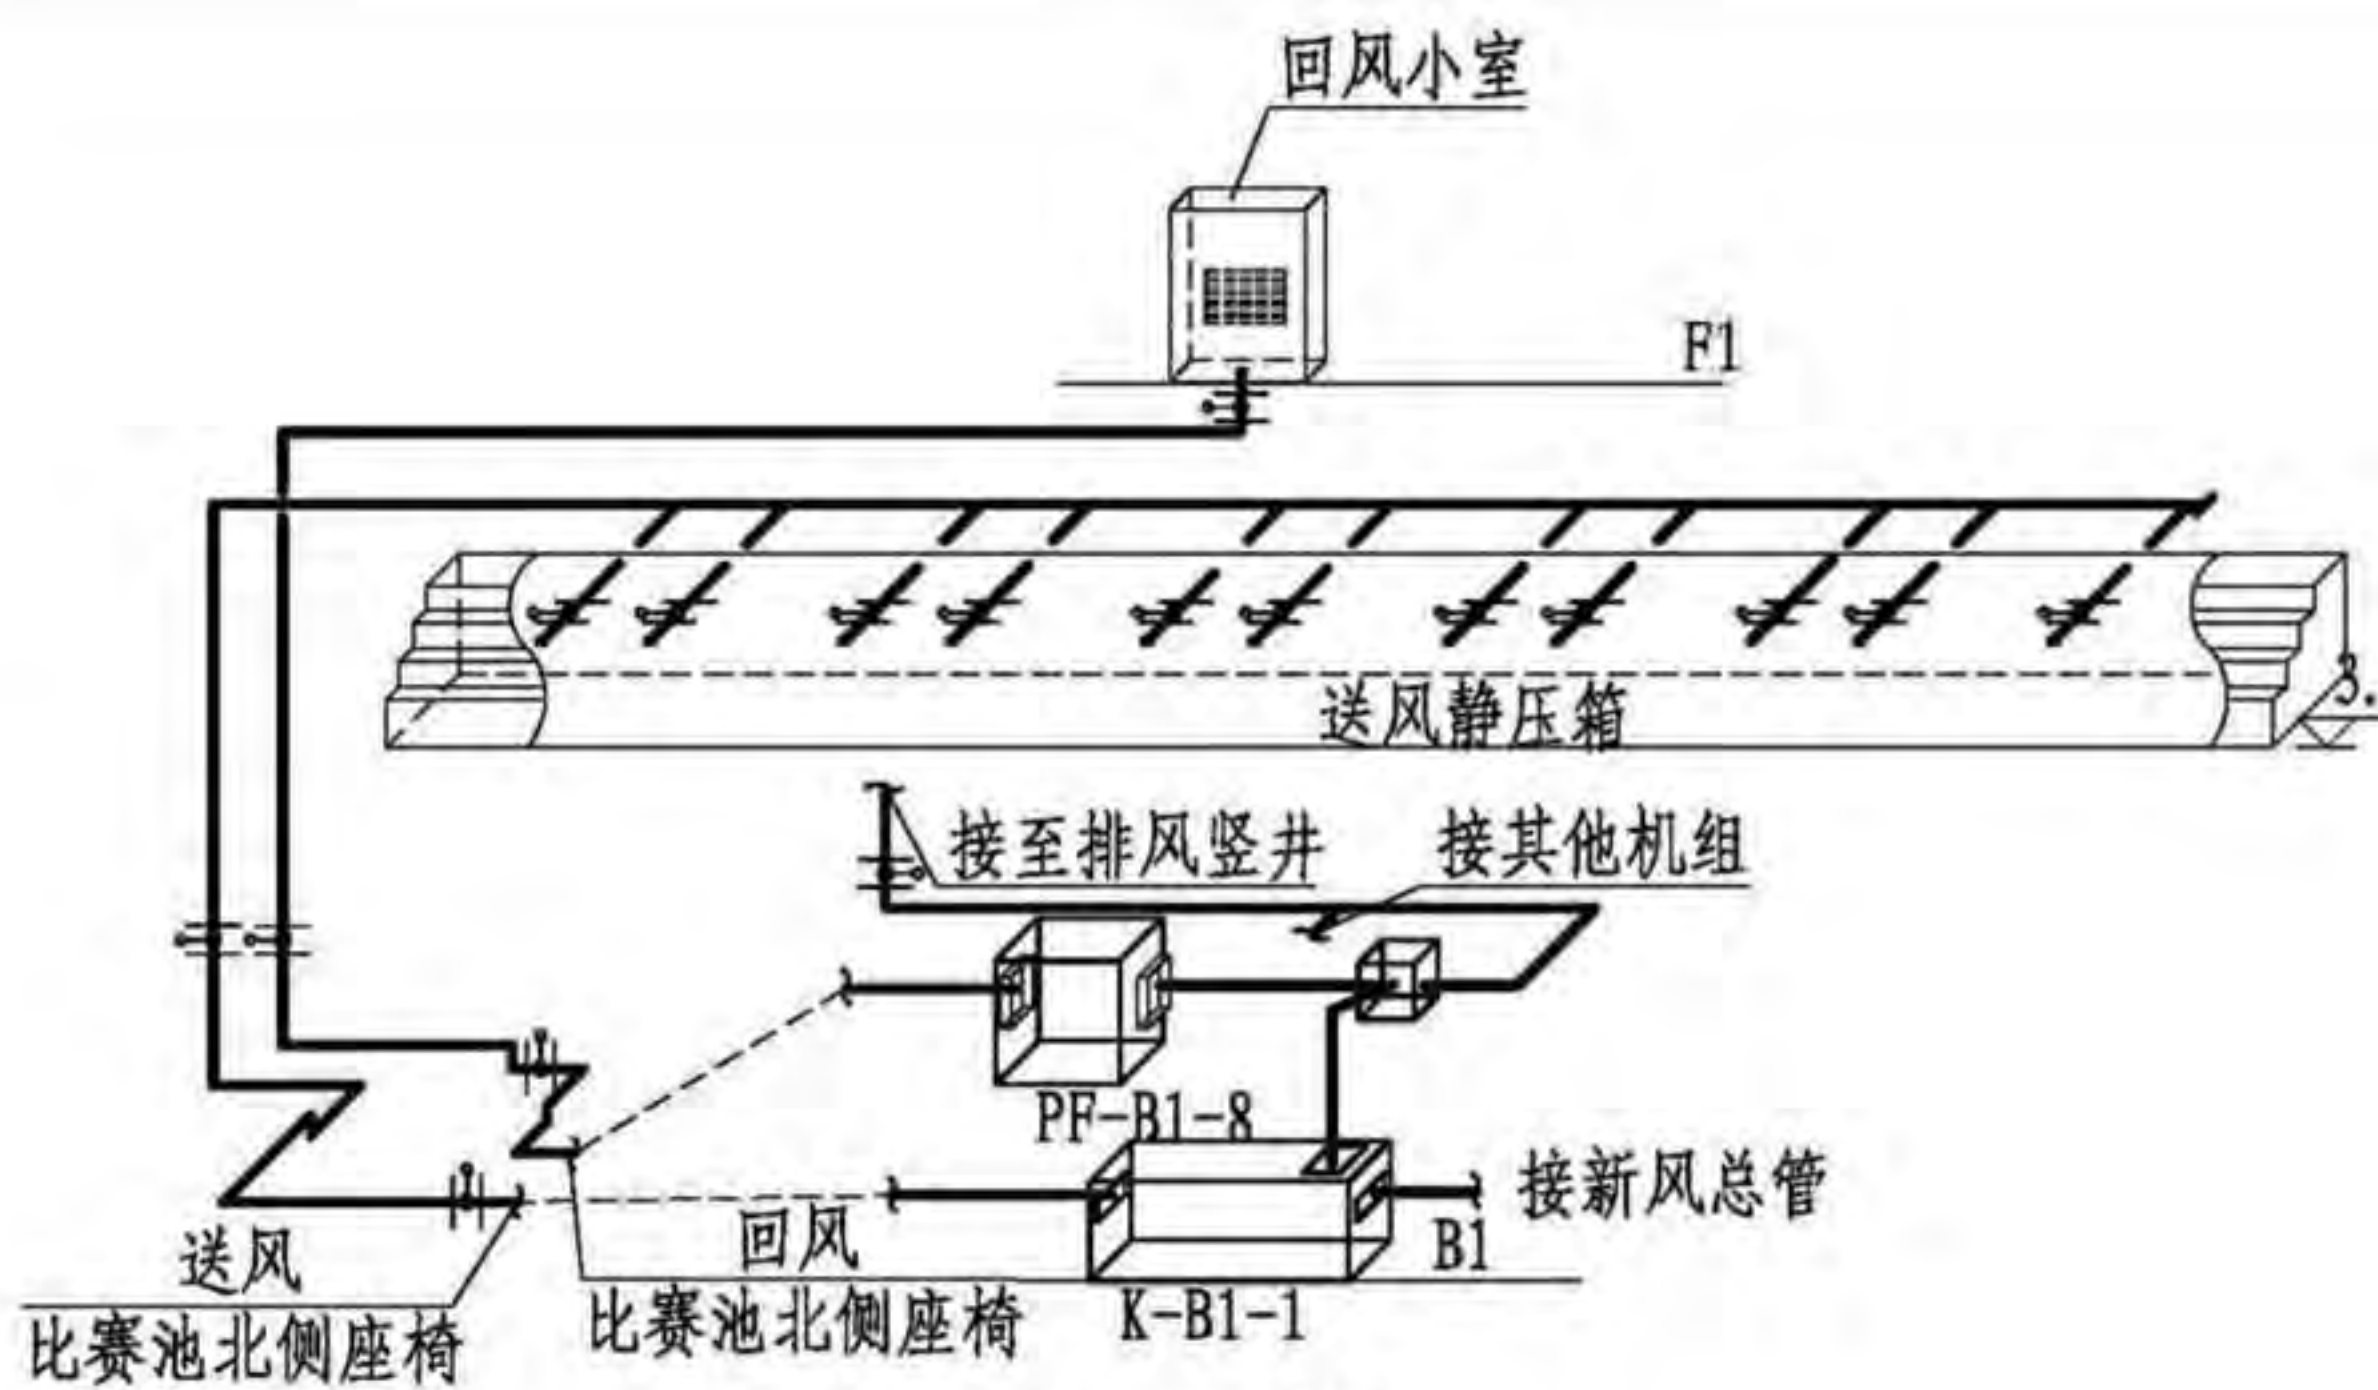 回风小室
F1
3.
送风静压箱
接至排风竖井
接其他机组
PF-B1-8
接新风总管
B1
送风
回风
比赛池北侧座椅
比赛池北侧座椅
K-B1-1